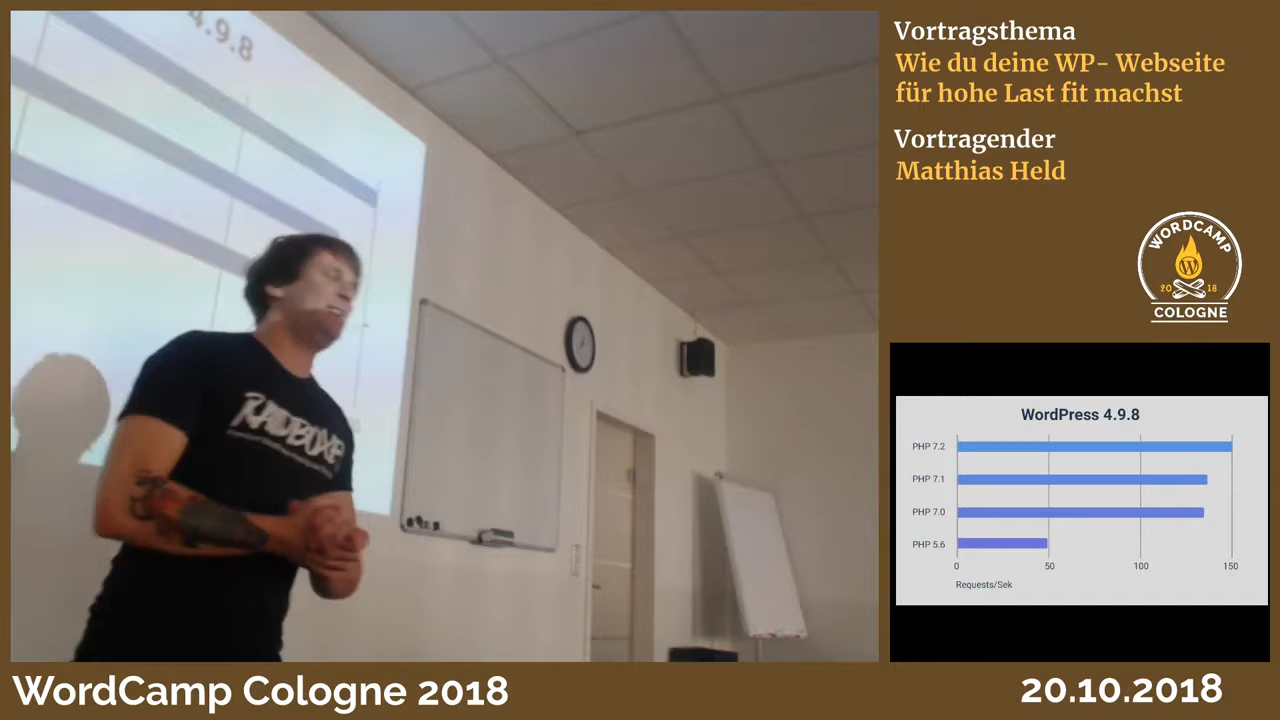 4.9.8
RAIDBOXES
Vortragsthema
Wie du deine WP- Webseite
für hohe Last fit machst
Vortragender
Matthias Held
WORDCAMP
20 18
COLOGNE
WordPress 4.9.8
PHP 7.2
PHP 7.1
PHP 7.0
PHP 5.6
0 50 100 150
Requests/Sek
WordCamp Cologne 2018
20.10.2018